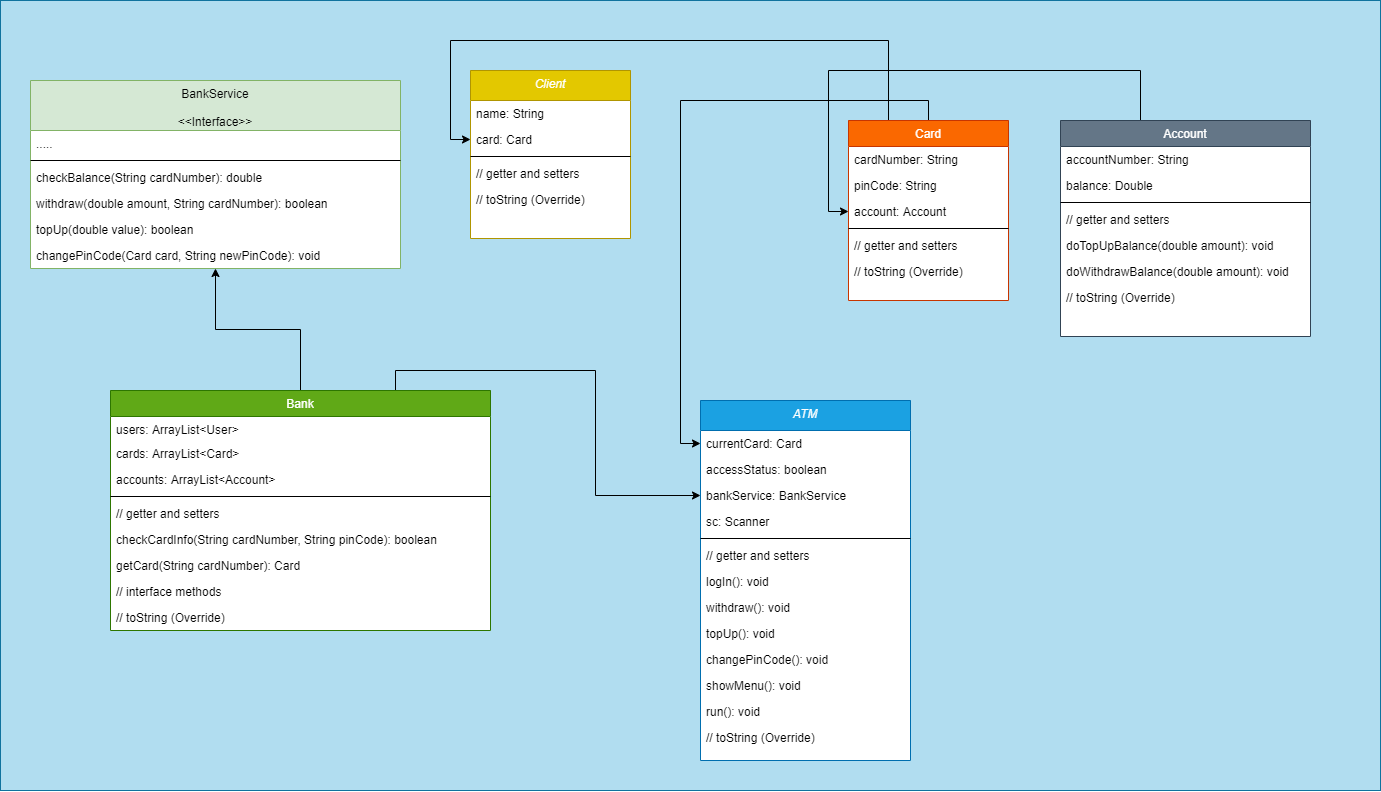 BankService
<<Interface>>
.....
checkBalance(String cardNumber): double
withdraw(double amount, String cardNumber): boolean
topUp(double value): boolean
changePinCode(Card card, String newPinCode): void
Client
name: String
card: Card
// getter and setters
// toString (Override)
Card
cardNumber: String
pinCode: String
account: Account
// getter and setters
// toString (Override)
Account
accountNumber: String
balance: Double
// getter and setters
doTopUpBalance(double amount): void
doWithdrawBalance(double amount): void
// toString (Override)
Bank
users: ArrayList<User>
cards: ArrayList<Card>
accounts: ArrayList<Account>
// getter and setters
checkCardInfo(String cardNumber, String pinCode): boolean
getCard(String cardNumber): Card
// interface methods
// toString (Override)
ATM
currentCard: Card
accessStatus: boolean
bankService: BankService
sc: Scanner
// getter and setters
logIn(): void
withdraw(): void
topUp(): void
changePinCode(): void
showMenu(): void
run(): void
// toString (Override)